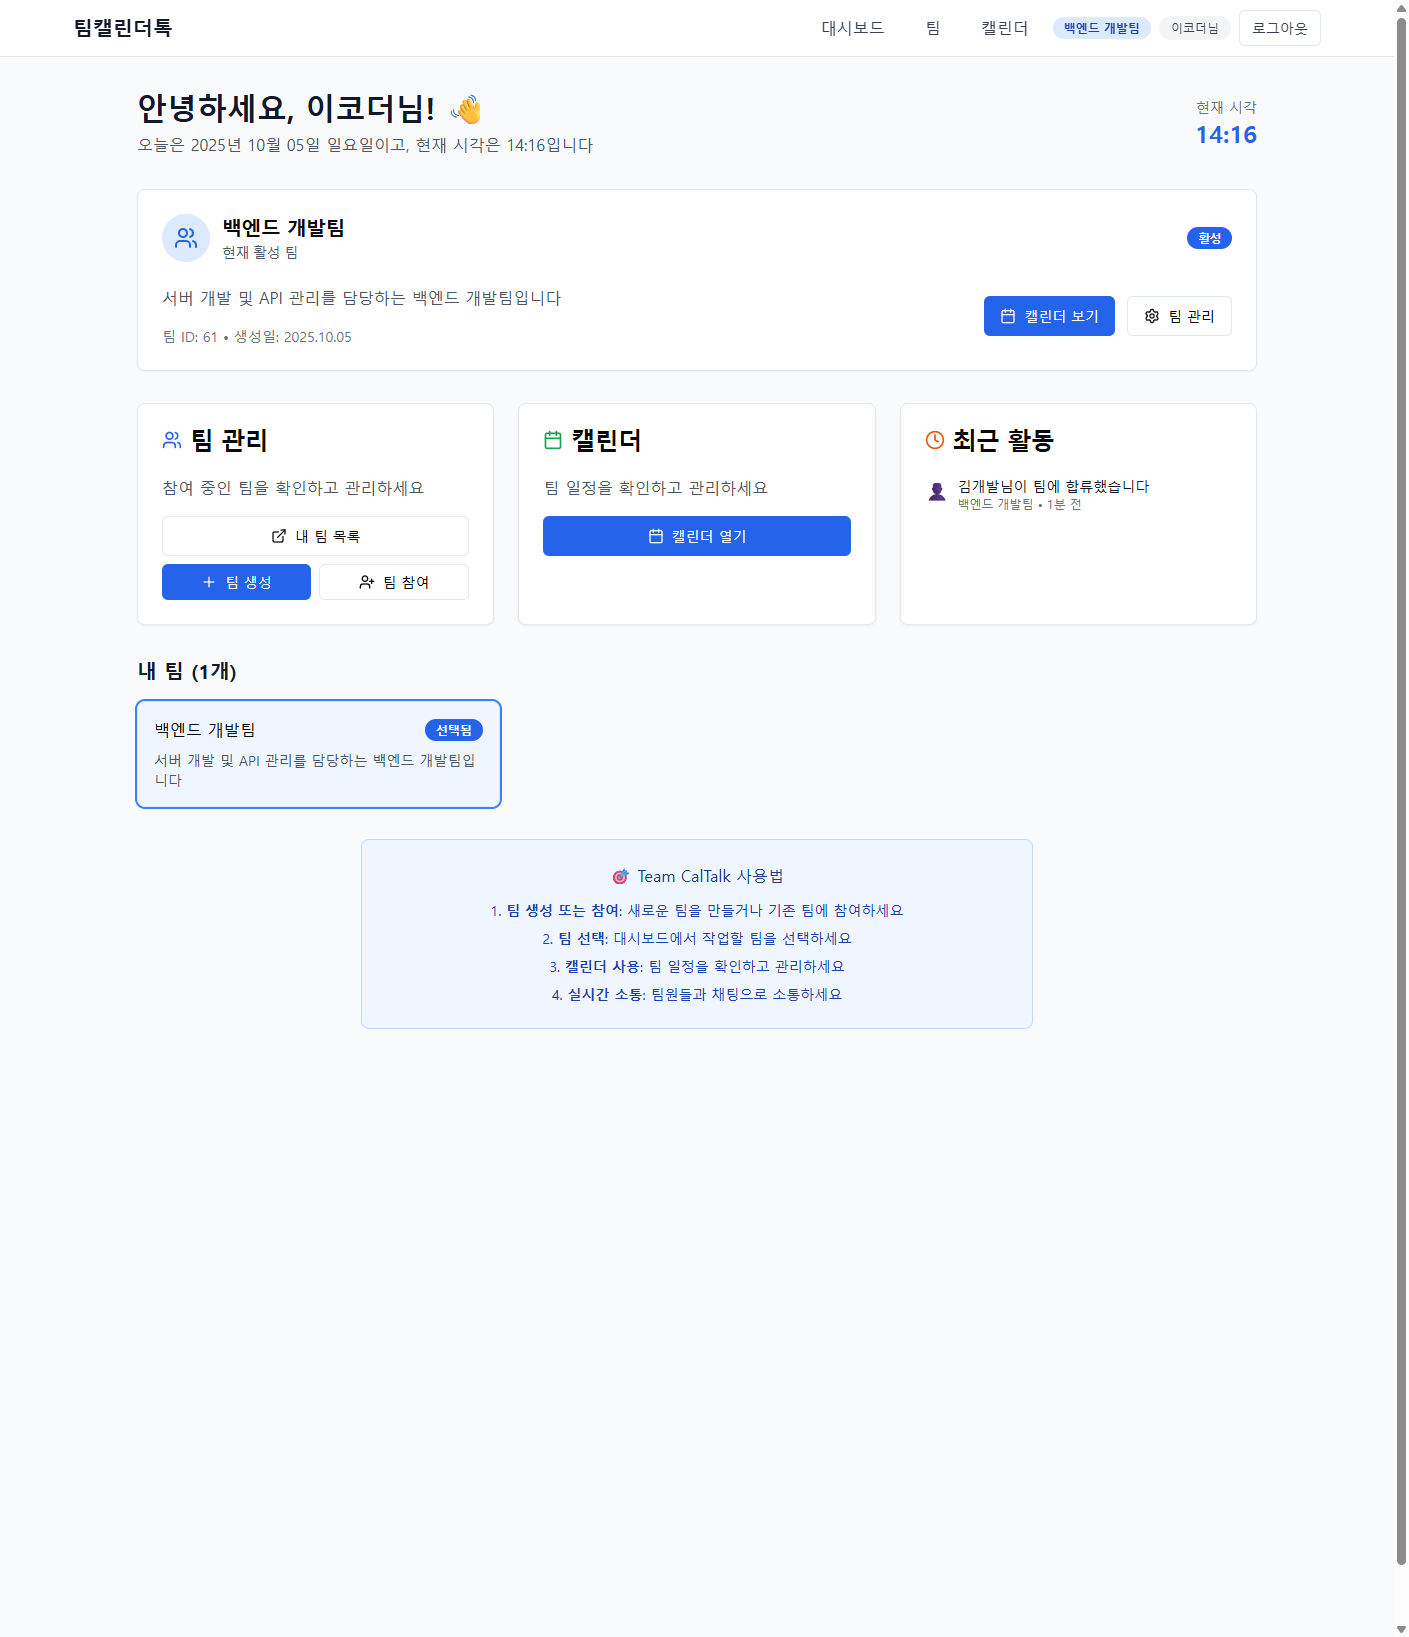 팀캘린더톡
대시보드 팀 캘린더 백엔드 개발팀 이코더님 로그아웃
안녕하세요, 이코더님! 👋
오늘은 2025년 10월 05일 일요일이고, 현재 시각은 14:16입니다
현재 시각
14:16
백엔드 개발팀
현재 활성 팀
활성
서버 개발 및 API 관리를 담당하는 백엔드 개발팀입니다
팀 ID: 61 • 생성일: 2025.10.05
캘린더 보기
팀 관리
팀 관리
참여 중인 팀을 확인하고 관리하세요
내 팀 목록
팀 생성
팀 참여
캘린더
팀 일정을 확인하고 관리하세요
캘린더 열기
최근 활동
김개발님이 팀에 합류했습니다
백엔드 개발팀 • 1분 전
내 팀 (1개)
백엔드 개발팀
선택됨
서버 개발 및 API 관리를 담당하는 백엔드 개발팀입
니다
🎯 Team CalTalk 사용법
1. 팀 생성 또는 참여: 새로운 팀을 만들거나 기존 팀에 참여하세요
2. 팀 선택: 대시보드에서 작업할 팀을 선택하세요
3. 캘린더 사용: 팀 일정을 확인하고 관리하세요
4. 실시간 소통: 팀원들과 채팅으로 소통하세요